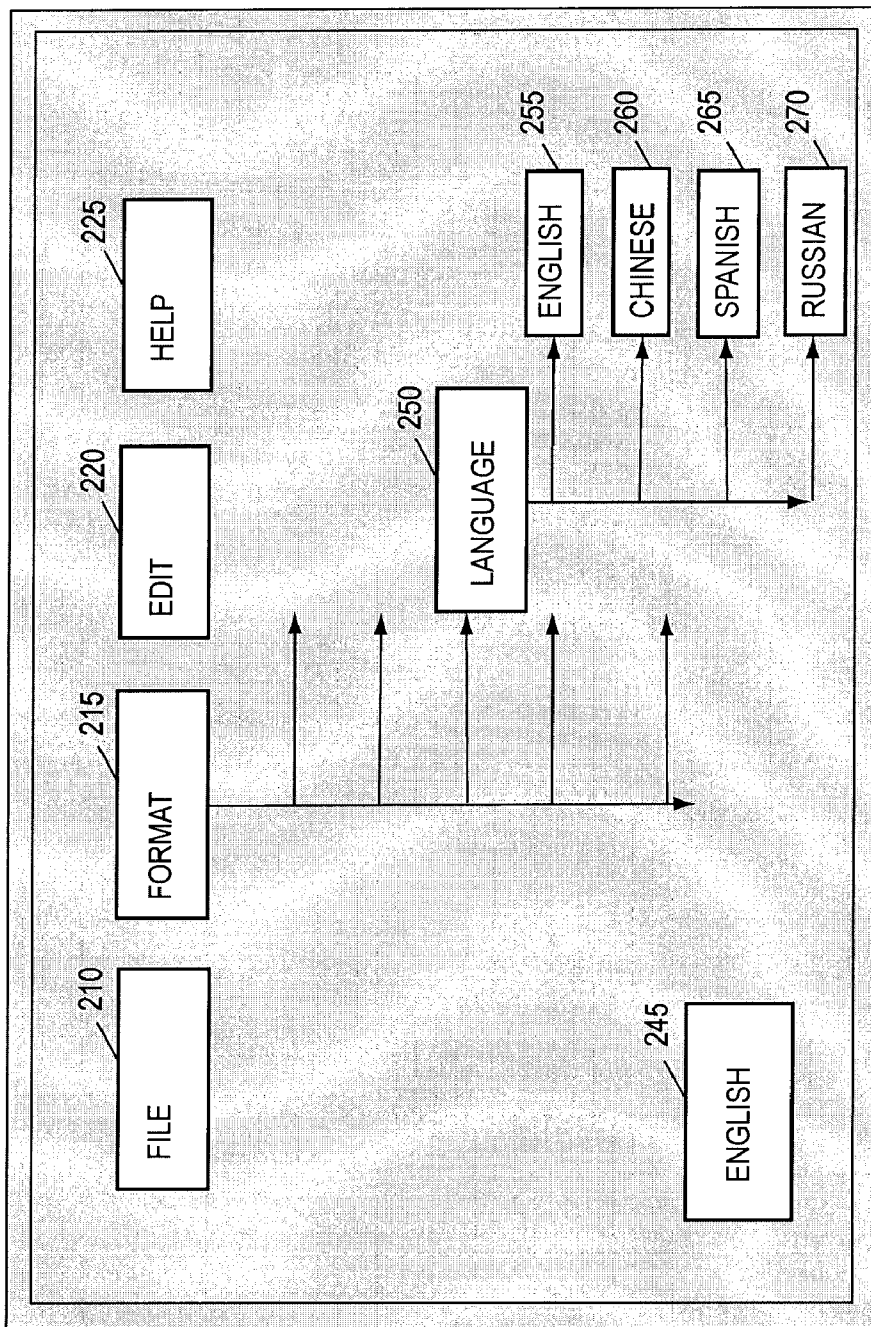 210
FILE
215
FORMAT
220
EDIT
225
HELP
250
LANGUAGE
255
ENGLISH
260
CHINESE
265
SPANISH
270
RUSSIAN
245
ENGLISH